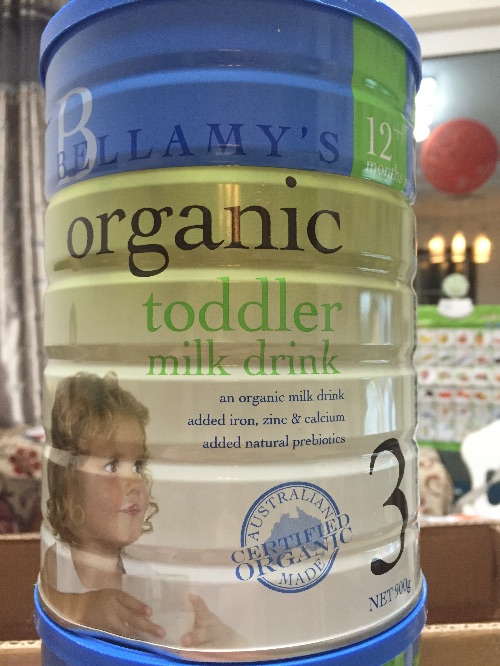 B
BELLAMY'S
12+
months
organic
toddler
milk drink
an organic milk drink
added iron, zinc & calcium
added natural prebiotics
AUSTRALIAN
CERTIFIED
ORGANIC
MADE
3
NET 900g